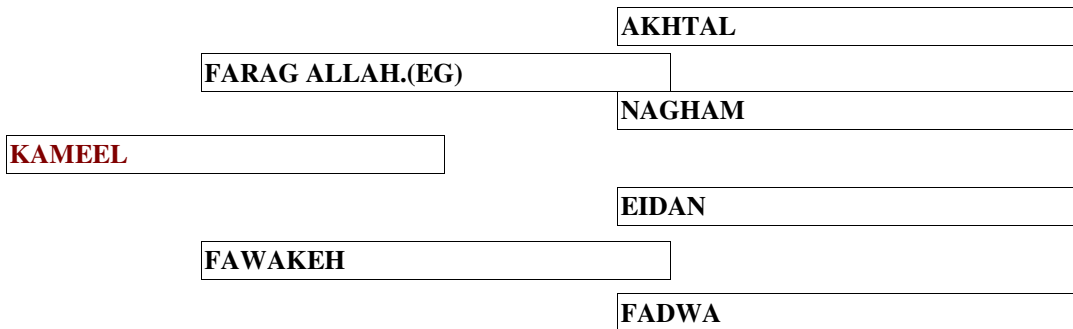 AKHTAL
FARAG ALLAH.(EG)
NAGHAM
KAMEEL
EIDAN
FAWAKEH
FADWA